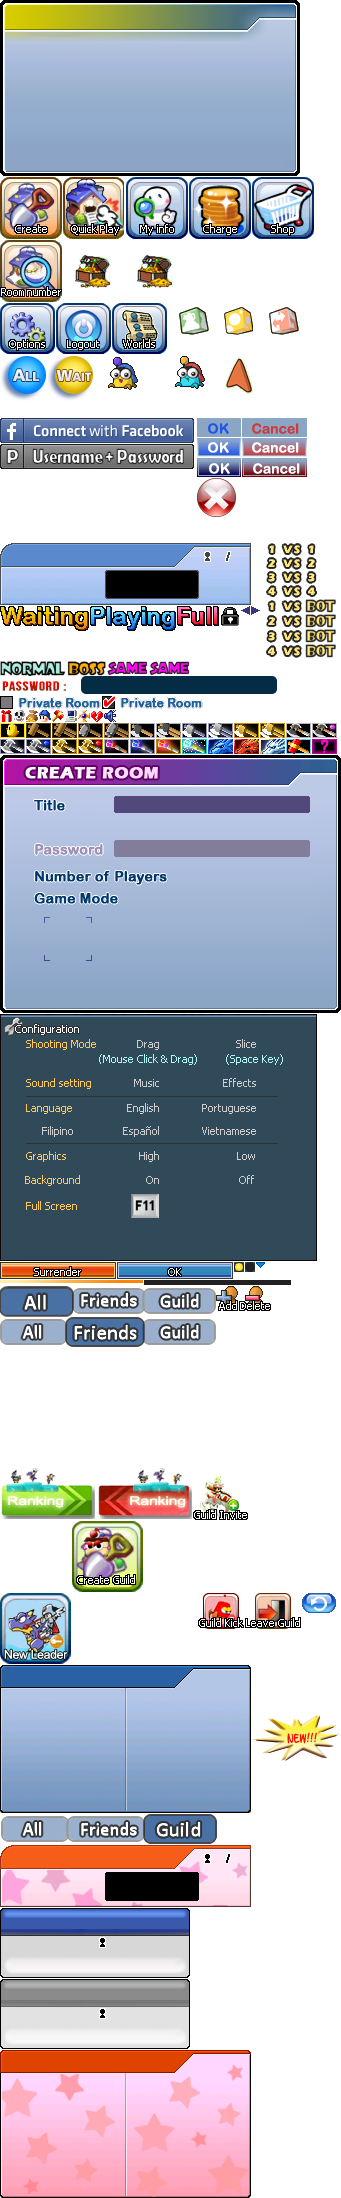 Create Quick Play My info Charge Shop
Room number
Options Logout Worlds
ALL WAIT
f Connect with Facebook OK Cancel
P Username + Password OK Cancel
OK Cancel
/
1 VS 1
2 VS 2
3 VS 3
4 VS 4
WaitingPlayingFull 1 VS BOT
2 VS BOT
3 VS BOT
4 VS BOT
NORMAL BOSS SAME SAME
PASSWORD :
Private Room Private Room
?
CREATE ROOM
Title
Password
Number of Players
Game Mode
Configuration
Shooting Mode Drag Slice
(Mouse Click & Drag) (Space Key)
Sound setting Music Effects
Language English Portuguese
Filipino Español Vietnamese
Graphics High Low
Background On Off
Full Screen F11
Surrender OK
All Friends Guild Add Delete
All Friends Guild
Ranking Ranking Guild Invite
Create Guild
New Leader Guild Kick Leave Guild
NEW!!!
All Friends Guild
/